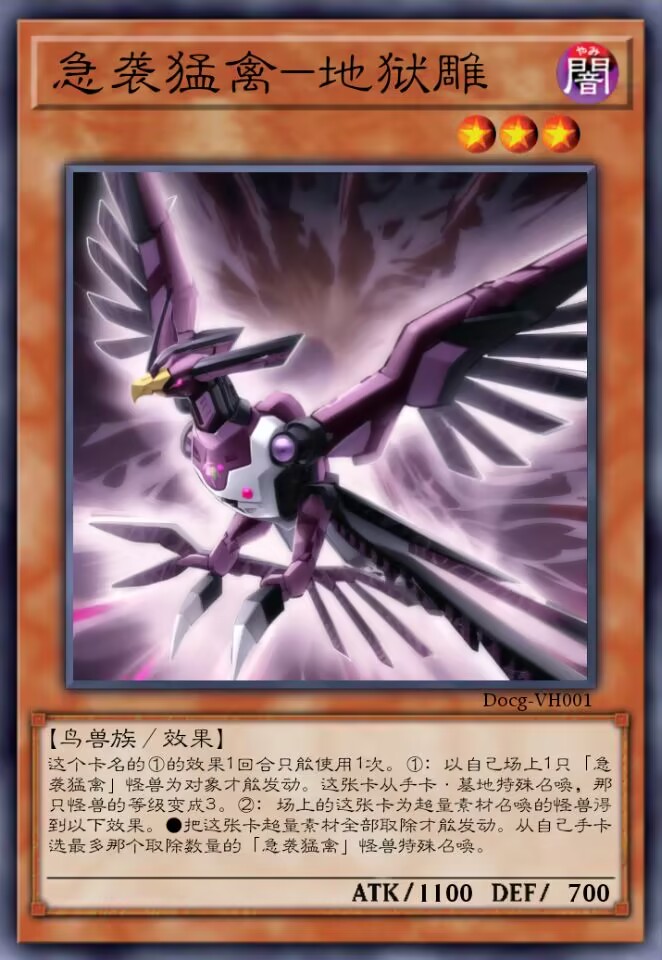 急袭猛禽-地狱雕
やみ
闇
Docg-VH001
【鸟兽族/效果】
这个卡名的①的效果1回合只能使用1次。①：以自己场上1只「急
袭猛禽」怪兽为对象才能发动。这张卡从手卡·墓地特殊召唤，那
只怪兽的等级变成3。②：场上的这张卡为超量素材召唤的怪兽得
到以下效果。●把这张卡超量素材全部取除才能发动。从自己手卡
选最多那个取除数量的「急袭猛禽」怪兽特殊召唤。
ATK/1100 DEF/ 700